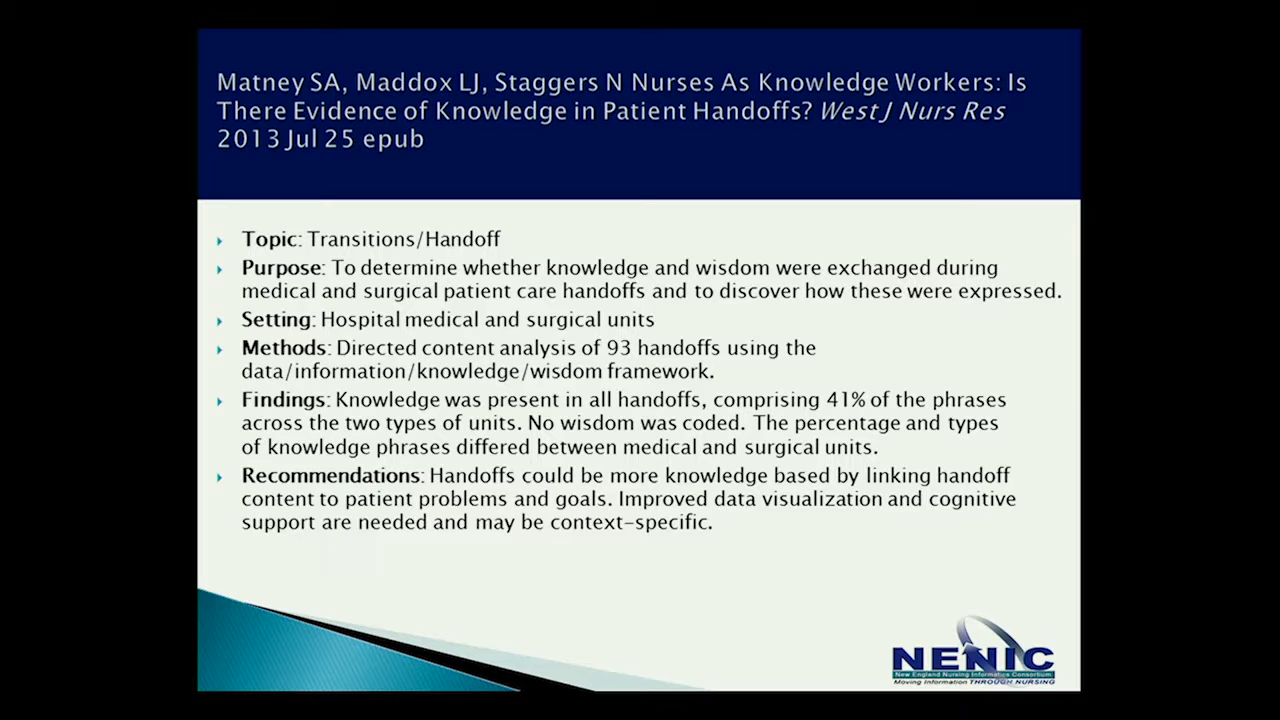 Matney SA, Maddox LJ, Staggers N Nurses As Knowledge Workers: Is
There Evidence of Knowledge in Patient Handoffs? West J Nurs Res
2013 Jul 25 epub
Topic: Transitions/Handoff
Purpose: To determine whether knowledge and wisdom were exchanged during
medical and surgical patient care handoffs and to discover how these were expressed.
Setting: Hospital medical and surgical units
Methods: Directed content analysis of 93 handoffs using the
data/information/knowledge/wisdom framework.
Findings: Knowledge was present in all handoffs, comprising 41% of the phrases
across the two types of units. No wisdom was coded. The percentage and types
of knowledge phrases differed between medical and surgical units.
Recommendations: Handoffs could be more knowledge based by linking handoff
content to patient problems and goals. Improved data visualization and cognitive
support are needed and may be context-specific.
NENIC
New England Nursing Informatics Consortium
Moving Information THROUGH NURSING